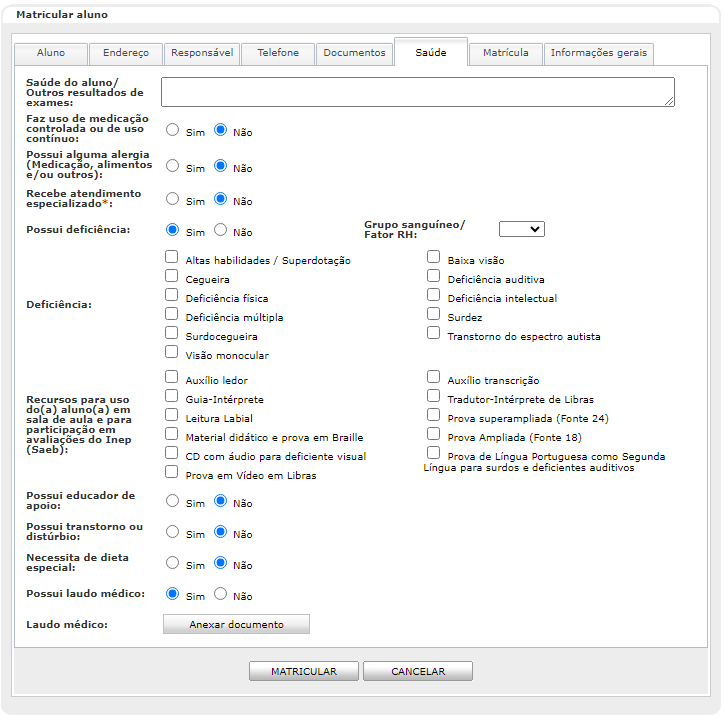 Matricular aluno
Aluno Endereço Responsável Telefone Documentos Saúde Matrícula Informações gerais
Saúde do aluno/
Outros resultados de
exames:
Faz uso de medicação
controlada ou de uso
contínuo:
Sim Não
Possui alguma alergia
(Medicação, alimentos
e/ou outros):
Sim Não
Recebe atendimento
especializado*:
Sim Não
Possui deficiência: Sim Não
Grupo sanguíneo/
Fator RH:
Deficiência:
Altas habilidades / Superdotação Baixa visão
Cegueira Deficiência auditiva
Deficiência física Deficiência intelectual
Deficiência múltipla Surdez
Surdocegueira Transtorno do espectro autista
Visão monocular
Recursos para uso
do(a) aluno(a) em
sala de aula e para
participação em
avaliações do Inep
(Saeb):
Auxílio ledor Auxílio transcrição
Guia-Intérprete Tradutor-Intérprete de Libras
Leitura Labial Prova superampliada (Fonte 24)
Material didático e prova em Braille Prova Ampliada (Fonte 18)
CD com áudio para deficiente visual Prova de Língua Portuguesa como Segunda
Língua para surdos e deficientes auditivos
Prova em Vídeo em Libras
Possui educador de
apoio:
Sim Não
Possui transtorno ou
distúrbio:
Sim Não
Necessita de dieta
especial:
Sim Não
Possui laudo médico: Sim Não
Laudo médico: Anexar documento
MATRICULAR CANCELAR